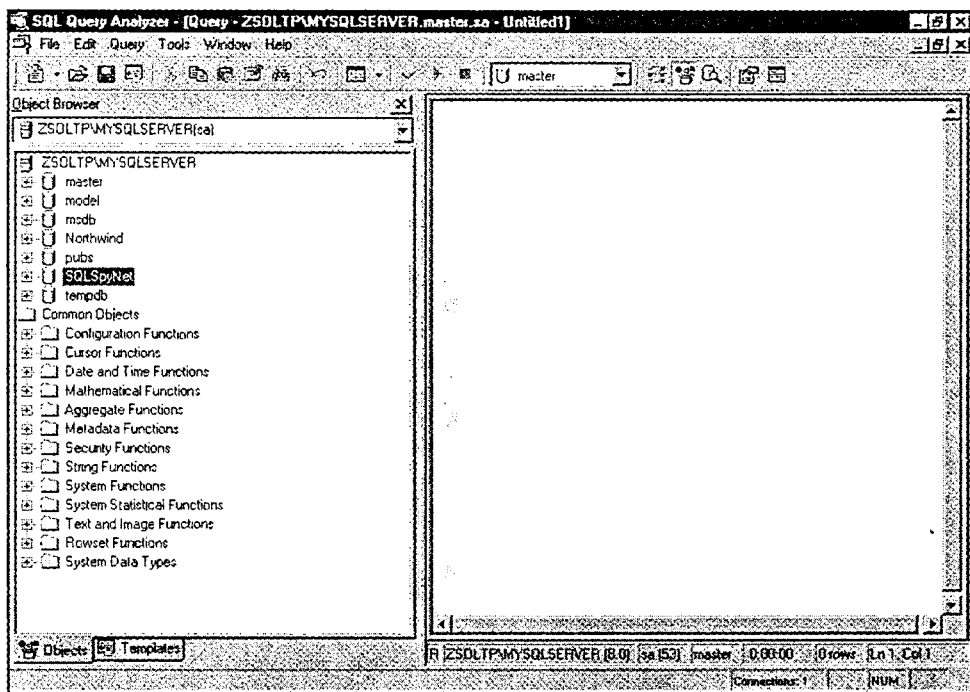 SQL Query Analyzer - [Query - ZSOLTP\MYSQLSERVER.master.sa - Untitled1]
File Edit Query Tools Window Help
master
Object Browser
ZSOLTP\MYSQLSERVER(sa)
ZSOLTP\MYSQLSERVER
master
model
msdb
Northwind
pubs
SQLSpyNet
tempdb
Common Objects
Configuration Functions
Cursor Functions
Date and Time Functions
Mathematical Functions
Aggregate Functions
Metadata Functions
Security Functions
String Functions
System Functions
System Statistical Functions
Text and Image Functions
Rowset Functions
System Data Types
Objects Templates
R ZSOLTP\MYSQLSERVER (8.0) sa (53) master 0:00:00 0 rows Ln 1, Col 1
Connections: 1 NUM